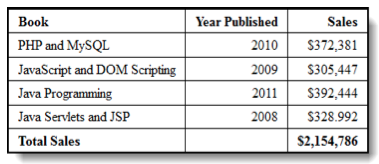 Book Year Published Sales
PHP and MySQL 2010 $372,381
JavaScript and DOM Scripting 2009 $305,447
Java Programming 2011 $392,444
Java Servlets and JSP 2008 $328.992
Total Sales $2,154,786